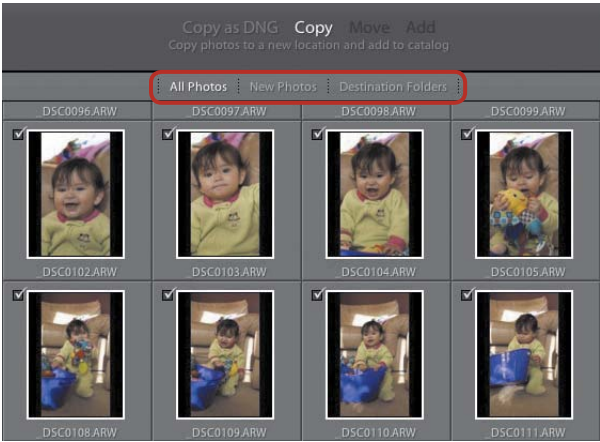 Copy as DNG Copy Move Add
Copy photos to a new location and add to catalog
All Photos New Photos Destination Folders
_DSC0096.ARW _DSC0097.ARW _DSC0098.ARW _DSC0099.ARW
_DSC0102.ARW _DSC0103.ARW _DSC0104.ARW _DSC0105.ARW
_DSC0108.ARW _DSC0109.ARW _DSC0110.ARW _DSC0111.ARW